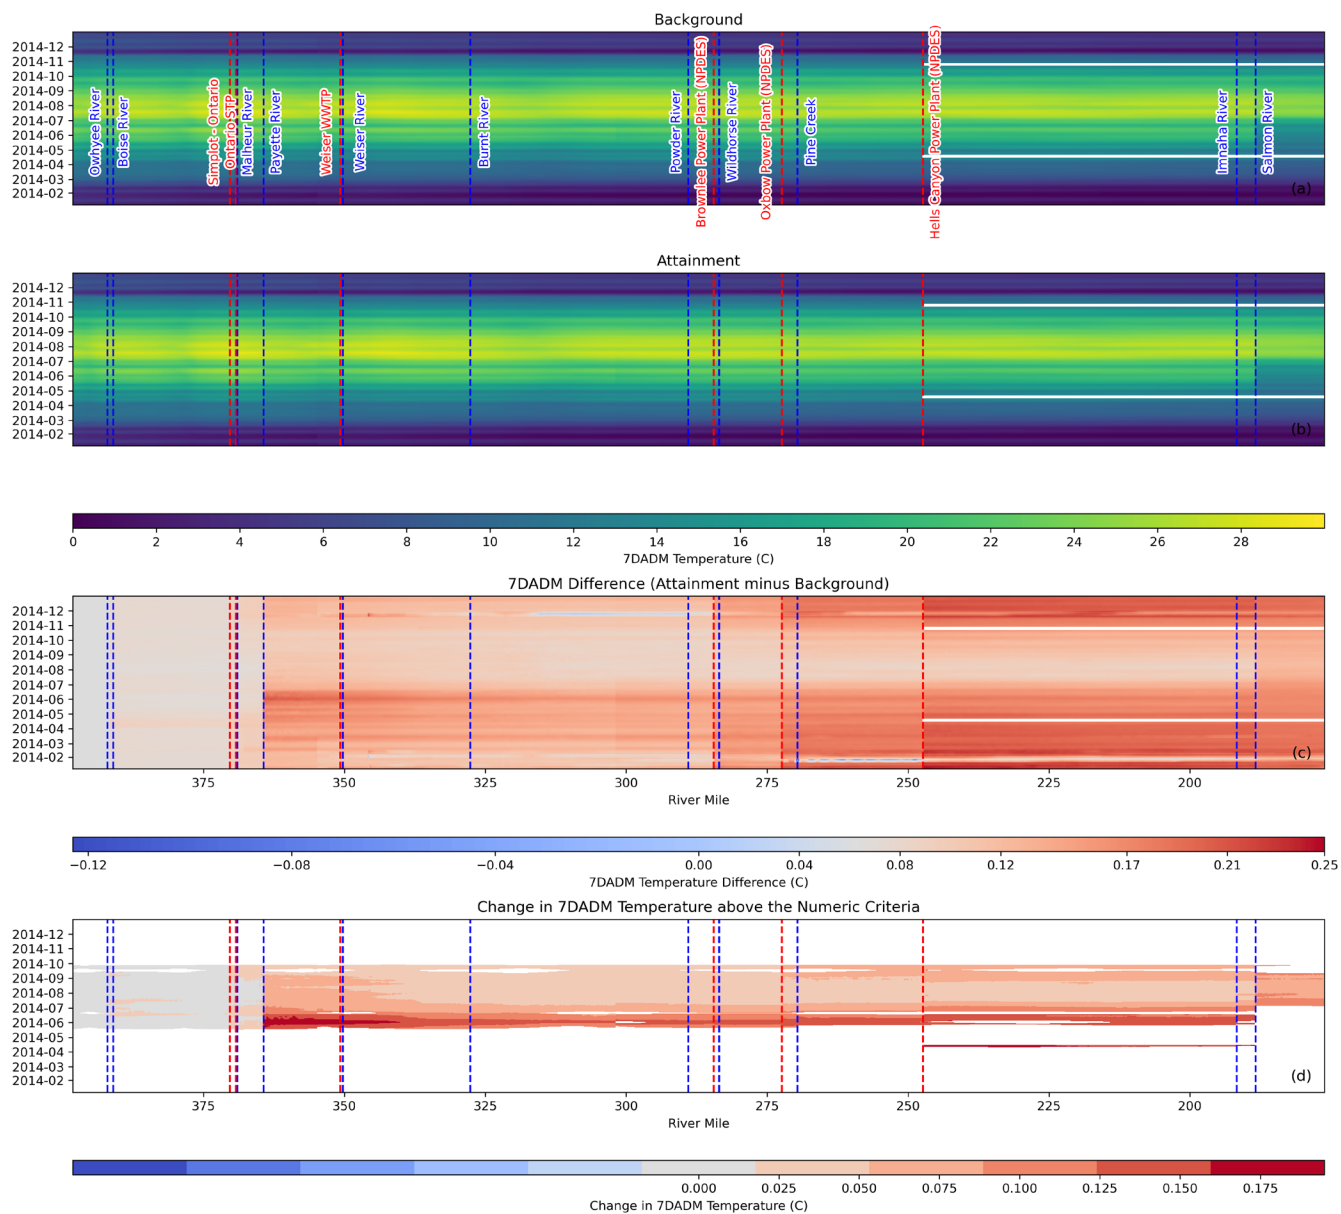 Background
2014-12
2014-11
2014-10
2014-09
2014-08
2014-07
2014-06
2014-05
2014-04
2014-03
2014-02
Owhyee River
Boise River
Simplot - Ontario
Ontario STP
Malheur River
Payette River
Weiser WWTP
Weiser River
Burnt River
Powder River
Brownlee Power Plant (NPDES)
Wildhorse River
Oxbow Power Plant (NPDES)
Pine Creek
Hells Canyon Power Plant (NPDES)
Imnaha River
Salmon River
(a)
Attainment
2014-12
2014-11
2014-10
2014-09
2014-08
2014-07
2014-06
2014-05
2014-04
2014-03
2014-02
(b)
0 2 4 6 8 10 12 14 16 18 20 22 24 26 28
7DADM Temperature (C)
7DADM Difference (Attainment minus Background)
2014-12
2014-11
2014-10
2014-09
2014-08
2014-07
2014-06
2014-05
2014-04
2014-03
2014-02
(c)
375 350 325 300 275 250 225 200
River Mile
−0.12 −0.08 −0.04 0.00 0.04 0.08 0.12 0.17 0.21 0.25
7DADM Temperature Difference (C)
Change in 7DADM Temperature above the Numeric Criteria
2014-12
2014-11
2014-10
2014-09
2014-08
2014-07
2014-06
2014-05
2014-04
2014-03
2014-02
(d)
375 350 325 300 275 250 225 200
River Mile
0.000 0.025 0.050 0.075 0.100 0.125 0.150 0.175
Change in 7DADM Temperature (C)